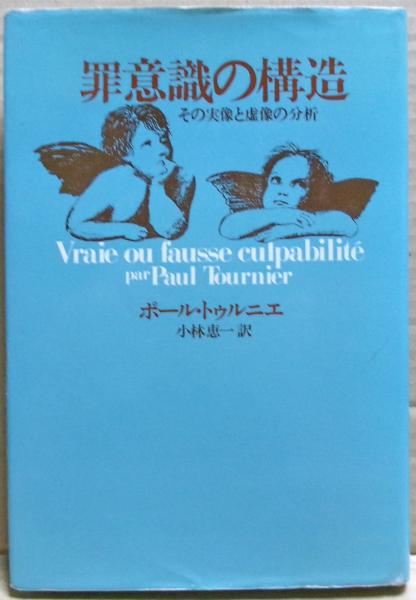 罪意識の構造
その実像と虚像の分析
Vraie ou fausse culpabilité
par Paul Tournier
ポール・トゥルニエ
小林恵一 訳